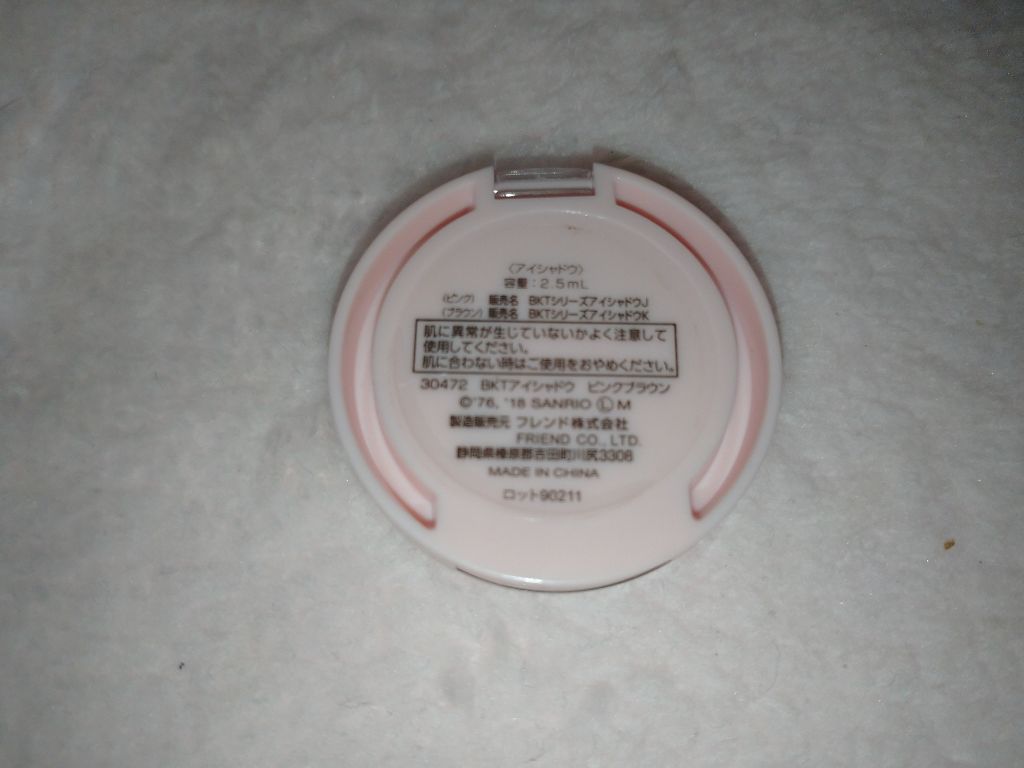 〈アイシャドウ〉
容量：2.5mL
〈ピンク〉 販売名 BKTシリーズアイシャドウJ
〈ブラウン〉 販売名 BKTシリーズアイシャドウK
肌に異常が生じていないかよく注意して
使用してください。
肌に合わない時はご使用をおやめください。
30472 BKTアイシャドウ ピンクブラウン
©'76, '18 SANRIO Ⓛ M
製造販売元 フレンド株式会社
FRIEND CO., LTD.
静岡県榛原郡吉田町川尻3308
MADE IN CHINA
ロット90211